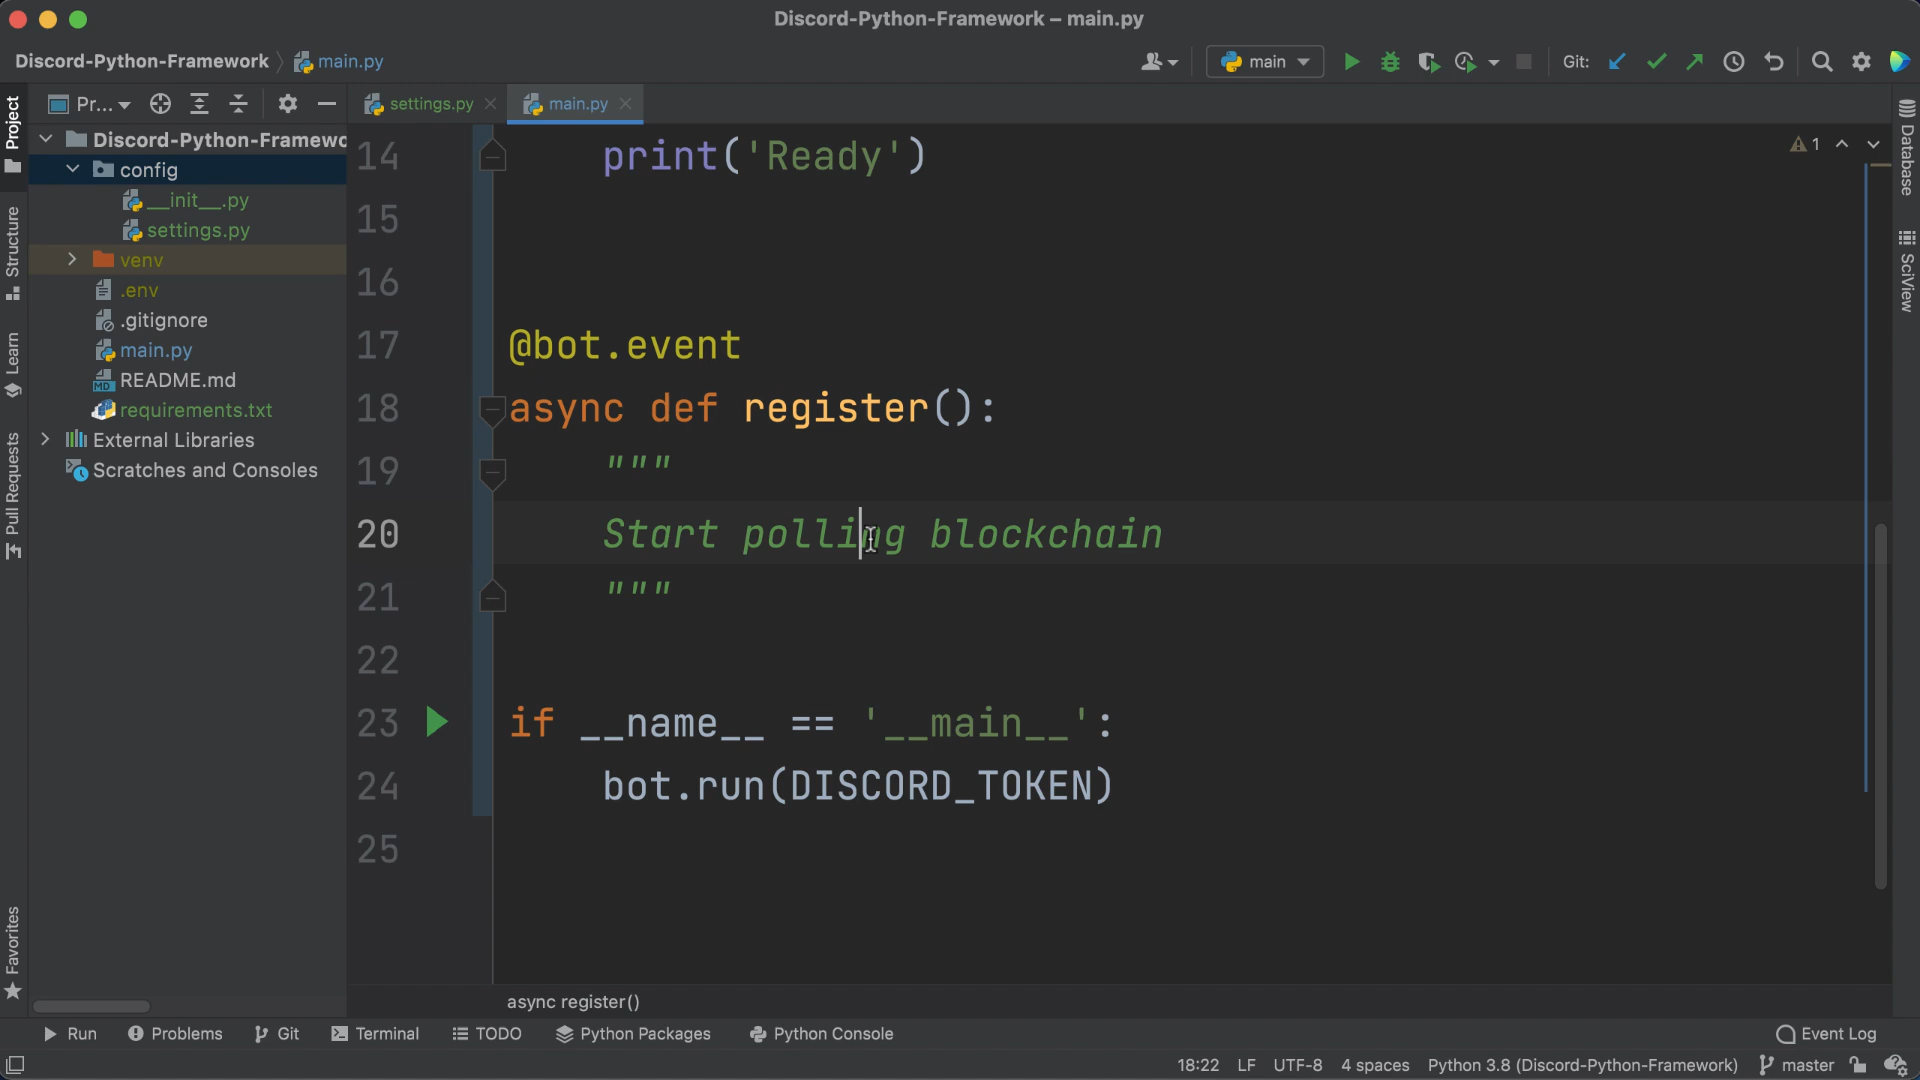 Discord-Python-Framework – main.py
Discord-Python-Framework
main.py
main
Git:
Project
Structure
Learn
Pull Requests
Favorites
Pr...
Discord-Python-Framewo
config
__init__.py
settings.py
venv
.env
.gitignore
main.py
README.md
requirements.txt
External Libraries
Scratches and Consoles
settings.py
main.py
1
Database
SciView
14 print('Ready')
15
16
17 @bot.event
18 async def register():
19 """
20 Start polling blockchain
21 """
22
23 if __name__ == '__main__':
24 bot.run(DISCORD_TOKEN)
25
async register()
Run
Problems
Git
Terminal
TODO
Python Packages
Python Console
Event Log
18:22 LF UTF-8 4 spaces Python 3.8 (Discord-Python-Framework) master